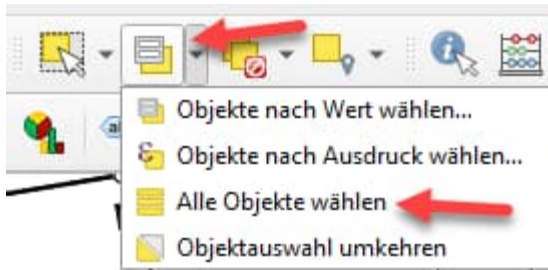 Objekte nach Wert wählen...
Objekte nach Ausdruck wählen...
Alle Objekte wählen
Objektauswahl umkehren